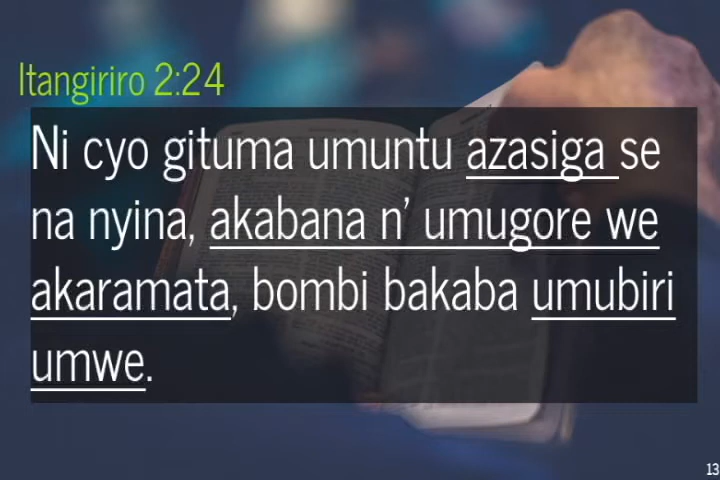 Itangiriro 2:24
Ni cyo gituma umuntu azasiga se
na nyina, akabana n' umugore we
akaramata, bombi bakaba umubiri
umwe.
13